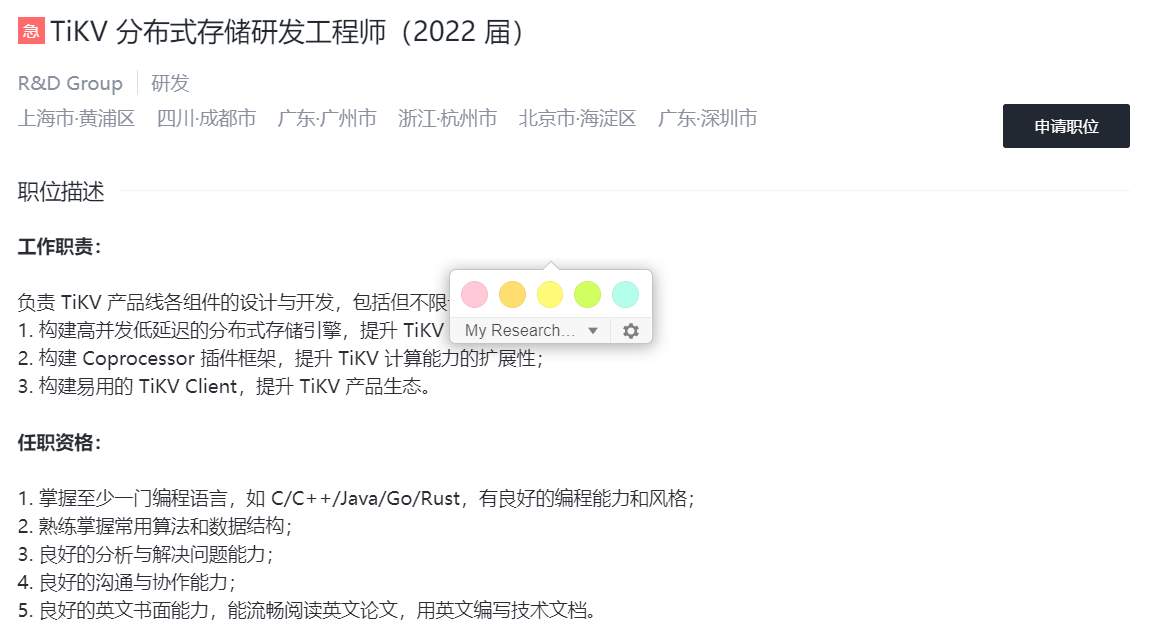 急 TiKV 分布式存储研发工程师（2022 届）
R&D Group 研发
上海市·黄浦区 四川·成都市 广东·广州市 浙江·杭州市 北京市·海淀区 广东·深圳市
申请职位
职位描述
工作职责：
负责 TiKV 产品线各组件的设计与开发，包括但不限
1. 构建高并发低延迟的分布式存储引擎，提升 TiKV
My Research...
2. 构建 Coprocessor 插件框架，提升 TiKV 计算能力的扩展性；
3. 构建易用的 TiKV Client，提升 TiKV 产品生态。
任职资格：
1. 掌握至少一门编程语言，如 C/C++/Java/Go/Rust，有良好的编程能力和风格；
2. 熟练掌握常用算法和数据结构；
3. 良好的分析与解决问题能力；
4. 良好的沟通与协作能力；
5. 良好的英文书面能力，能流畅阅读英文论文，用英文编写技术文档。